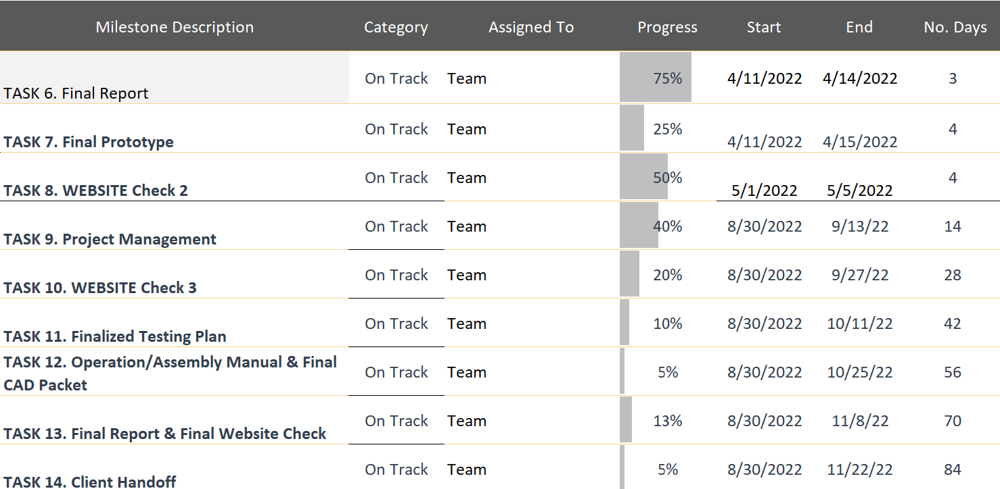 Milestone Description Category Assigned To Progress Start End No. Days
TASK 6. Final Report On Track Team 75% 4/11/2022 4/14/2022 3
TASK 7. Final Prototype On Track Team 25% 4/11/2022 4/15/2022 4
TASK 8. WEBSITE Check 2 On Track Team 50% 5/1/2022 5/5/2022 4
TASK 9. Project Management On Track Team 40% 8/30/2022 9/13/22 14
TASK 10. WEBSITE Check 3 On Track Team 20% 8/30/2022 9/27/22 28
TASK 11. Finalized Testing Plan On Track Team 10% 8/30/2022 10/11/22 42
TASK 12. Operation/Assembly Manual & Final
CAD Packet On Track Team 5% 8/30/2022 10/25/22 56
TASK 13. Final Report & Final Website Check On Track Team 13% 8/30/2022 11/8/22 70
TASK 14. Client Handoff On Track Team 5% 8/30/2022 11/22/22 84